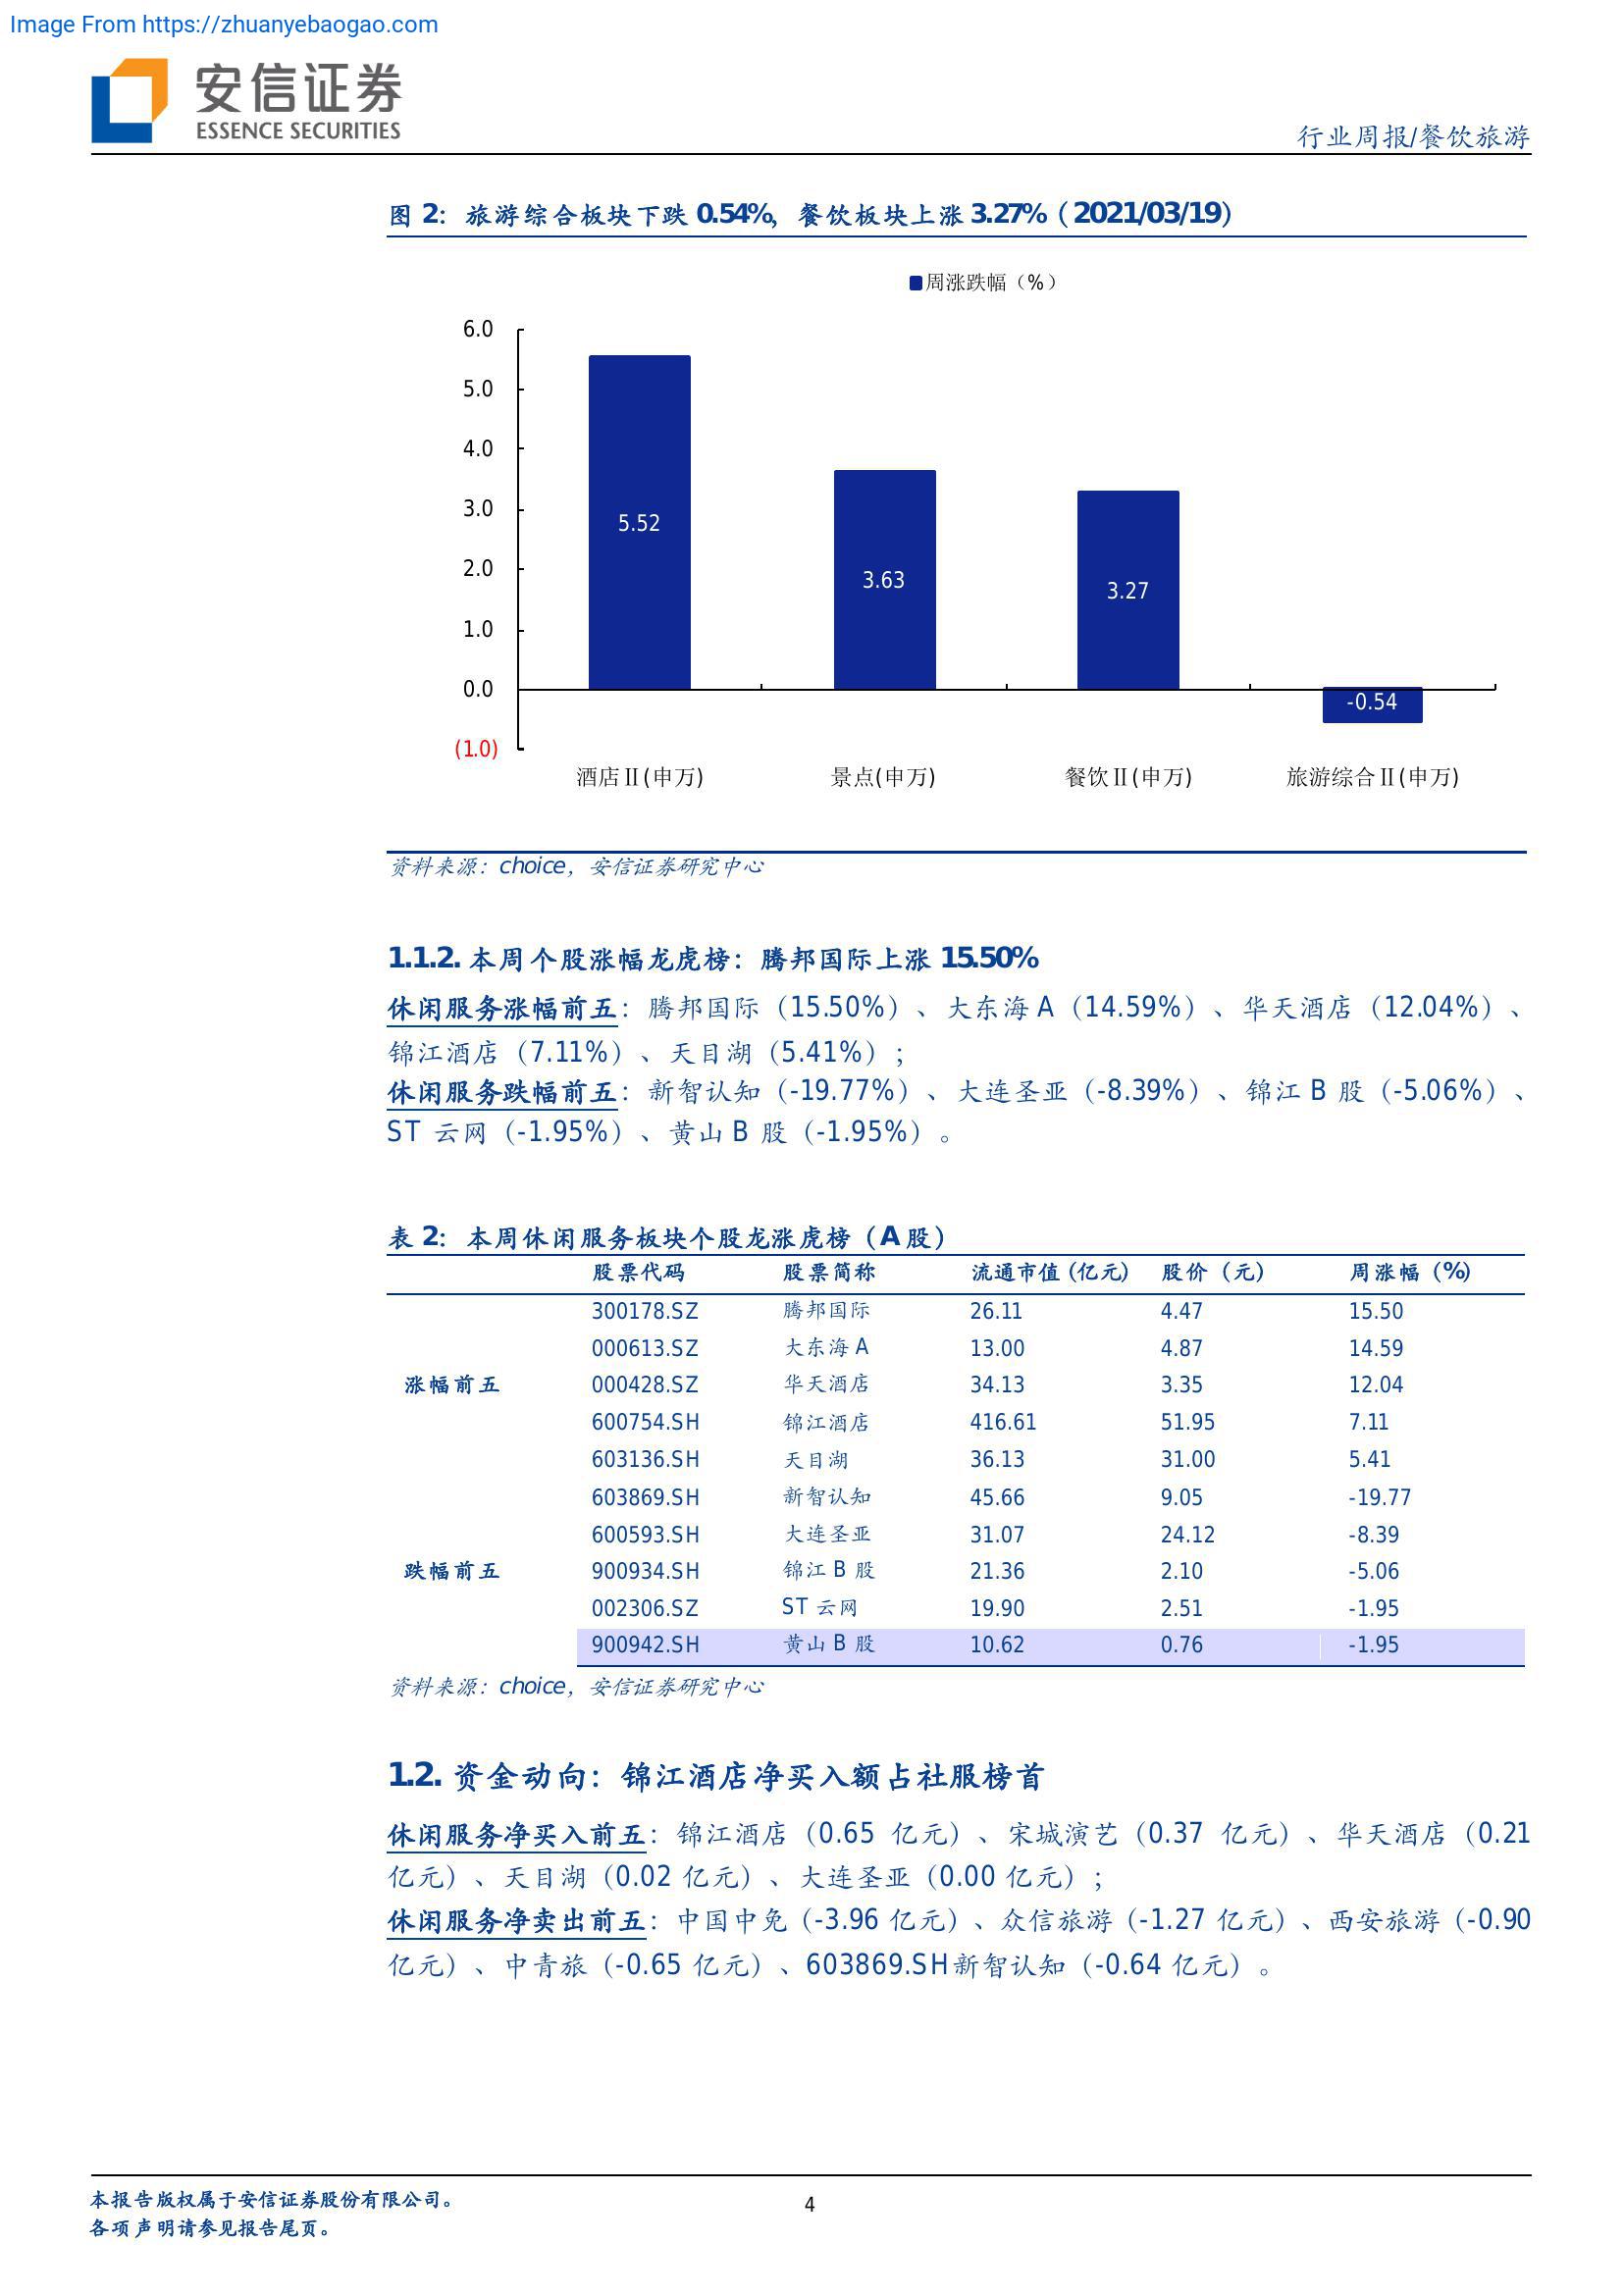 Image From https://zhuanyebaogao.com
安信证券
ESSENCE SECURITIES
行业周报/餐饮旅游
图 2：旅游综合板块下跌 0.54%，餐饮板块上涨 3.27%（2021/03/19）
周涨跌幅（%）
6.0
5.0
4.0
3.0
2.0
1.0
0.0
(1.0)
5.52
3.63
3.27
-0.54
酒店Ⅱ(申万)
景点(申万)
餐饮Ⅱ(申万)
旅游综合Ⅱ(申万)
资料来源：choice，安信证券研究中心
1.1.2. 本周个股涨幅龙虎榜：腾邦国际上涨 15.50%
休闲服务涨幅前五：腾邦国际（15.50%）、大东海 A（14.59%）、华天酒店（12.04%）、
锦江酒店（7.11%）、天目湖（5.41%）；
休闲服务跌幅前五：新智认知（-19.77%）、大连圣亚（-8.39%）、锦江 B 股（-5.06%）、
ST 云网（-1.95%）、黄山 B 股（-1.95%）。
表 2：本周休闲服务板块个股龙涨虎榜（A 股）
股票代码 股票简称 流通市值(亿元) 股价（元） 周涨幅（%)
300178.SZ 腾邦国际 26.11 4.47 15.50
000613.SZ 大东海 A 13.00 4.87 14.59
涨幅前五 000428.SZ 华天酒店 34.13 3.35 12.04
600754.SH 锦江酒店 416.61 51.95 7.11
603136.SH 天目湖 36.13 31.00 5.41
603869.SH 新智认知 45.66 9.05 -19.77
600593.SH 大连圣亚 31.07 24.12 -8.39
跌幅前五 900934.SH 锦江 B 股 21.36 2.10 -5.06
002306.SZ ST 云网 19.90 2.51 -1.95
900942.SH 黄山 B 股 10.62 0.76 -1.95
资料来源：choice，安信证券研究中心
1.2. 资金动向：锦江酒店净买入额占社服榜首
休闲服务净买入前五：锦江酒店（0.65 亿元）、宋城演艺（0.37 亿元）、华天酒店（0.21
亿元）、天目湖（0.02 亿元）、大连圣亚（0.00 亿元）；
休闲服务净卖出前五：中国中免（-3.96 亿元）、众信旅游（-1.27 亿元）、西安旅游（-0.90
亿元）、中青旅（-0.65 亿元）、603869.SH新智认知（-0.64 亿元）。
本报告版权属于安信证券股份有限公司。
各项声明请参见报告尾页。
4